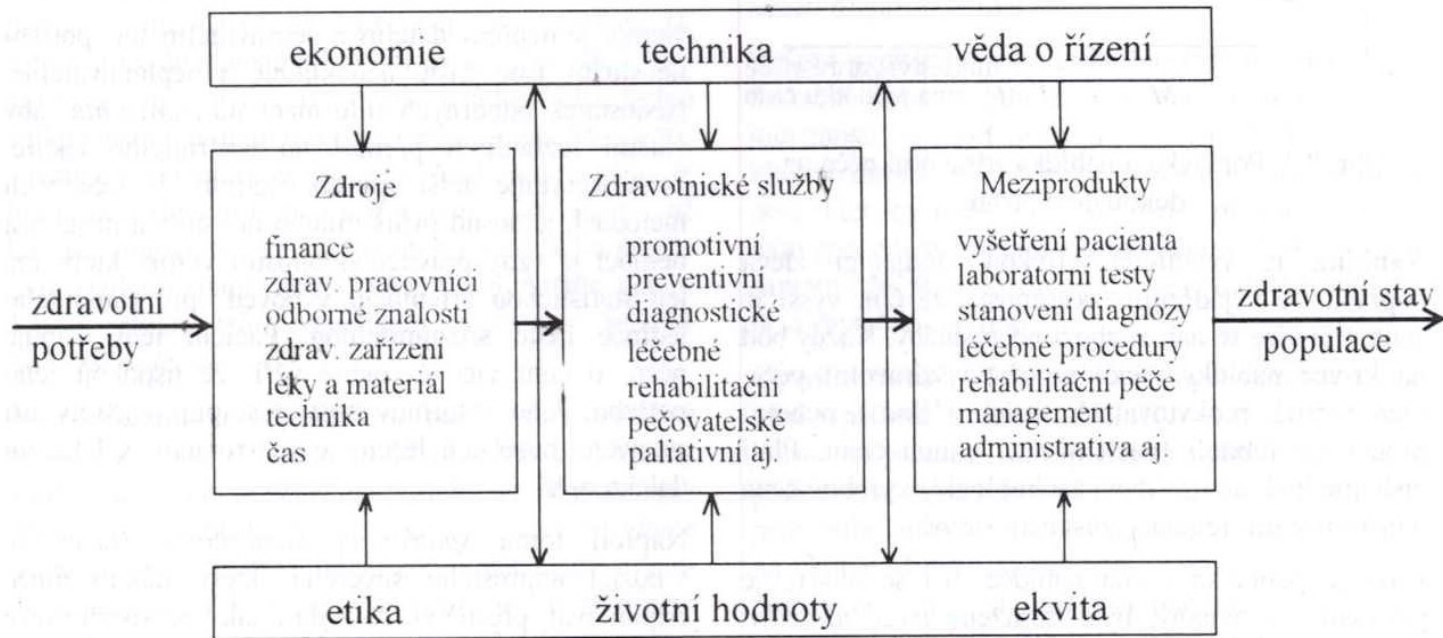 ekonomie technika věda o řízení
Zdroje
finance
zdrav. pracovníci
odborné znalosti
zdrav. zařízení
léky a materiál
technika
čas
Zdravotnické služby
promotivní
preventivní
diagnostické
léčebné
rehabilitační
pečovatelské
paliativní aj.
Meziprodukty
vyšetření pacienta
laboratorní testy
stanovení diagnózy
léčebné procedury
rehabilitační péče
management,
administrativa aj.
zdravotní
potřeby
zdravotní stav
populace
etika životní hodnoty ekvita